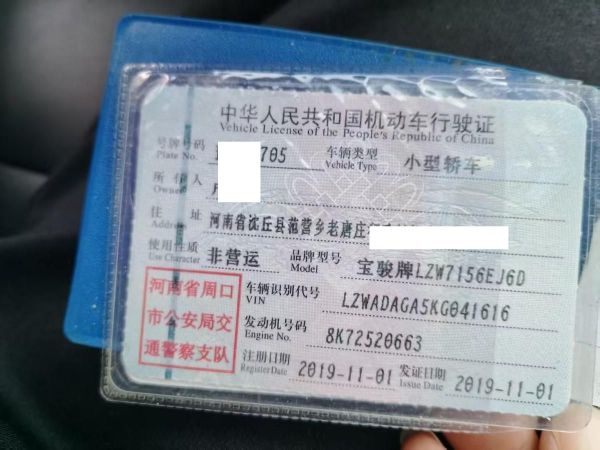 中华人民共和国机动车行驶证
Vehicle License of the People's Republic of China
号牌号码 705 车辆类型 小型轿车
Plate No. Vehicle Type
所有人
Owner
住址 河南省沈丘县范营乡老唐庄
Address
使用性质 非营运 品牌型号 宝骏牌LZW7156EJ6D
Use Character Model
河南省周口
市公安局交
通警察支队
车辆识别代号 LZWADAGA5KG041616
VIN
发动机号码 8K72520663
Engine No.
注册日期 2019-11-01 发证日期 2019-11-01
Register Date Issue Date